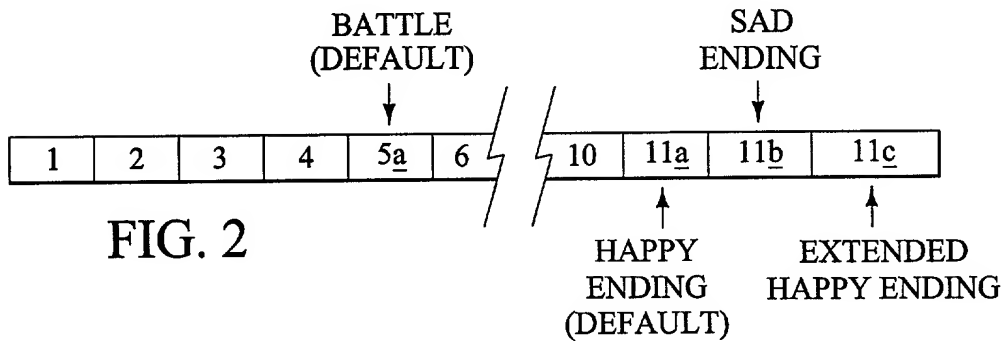 BATTLE
(DEFAULT)
SAD
ENDING
1 2 3 4 5a 6 10 11a 11b 11c
FIG. 2
HAPPY
ENDING
(DEFAULT)
EXTENDED
HAPPY ENDING